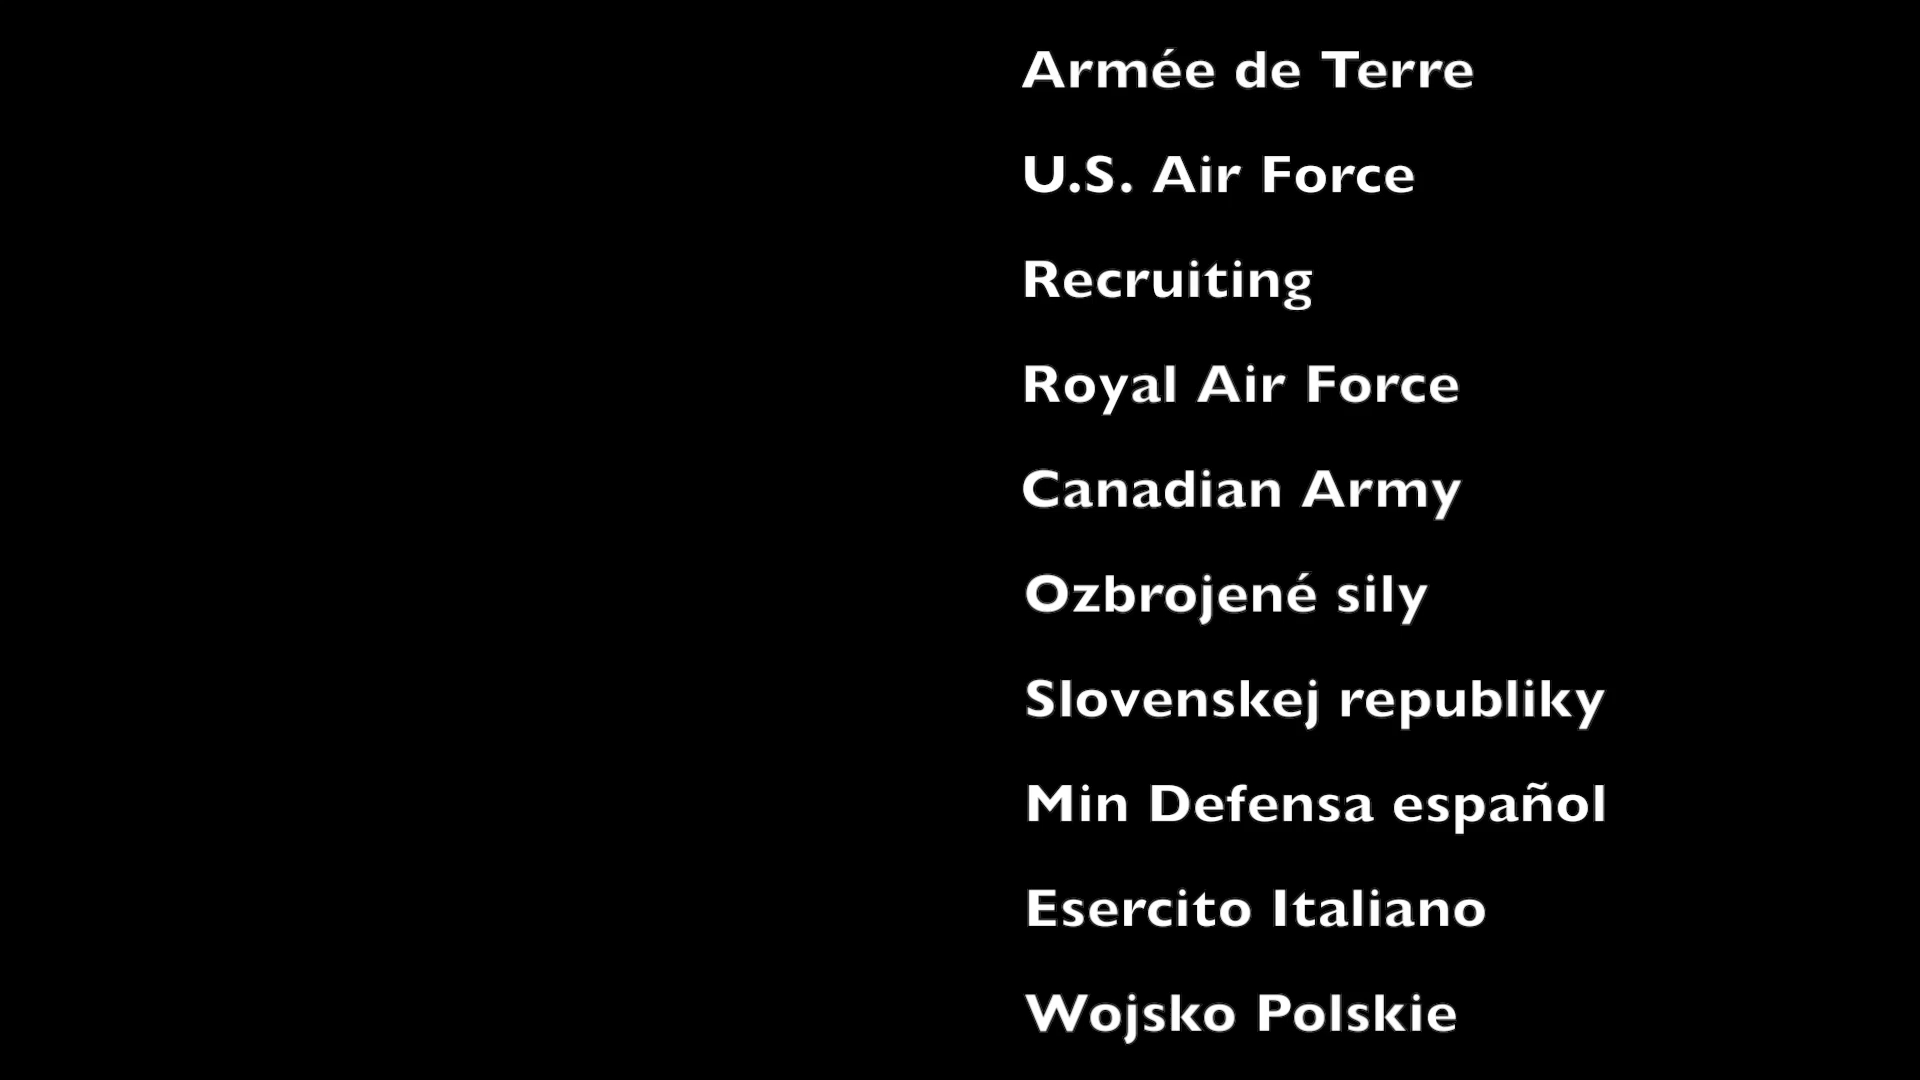 Armée de Terre
U.S. Air Force
Recruiting
Royal Air Force
Canadian Army
Ozbrojené sily
Slovenskej republiky
Min Defensa español
Esercito Italiano
Wojsko Polskie